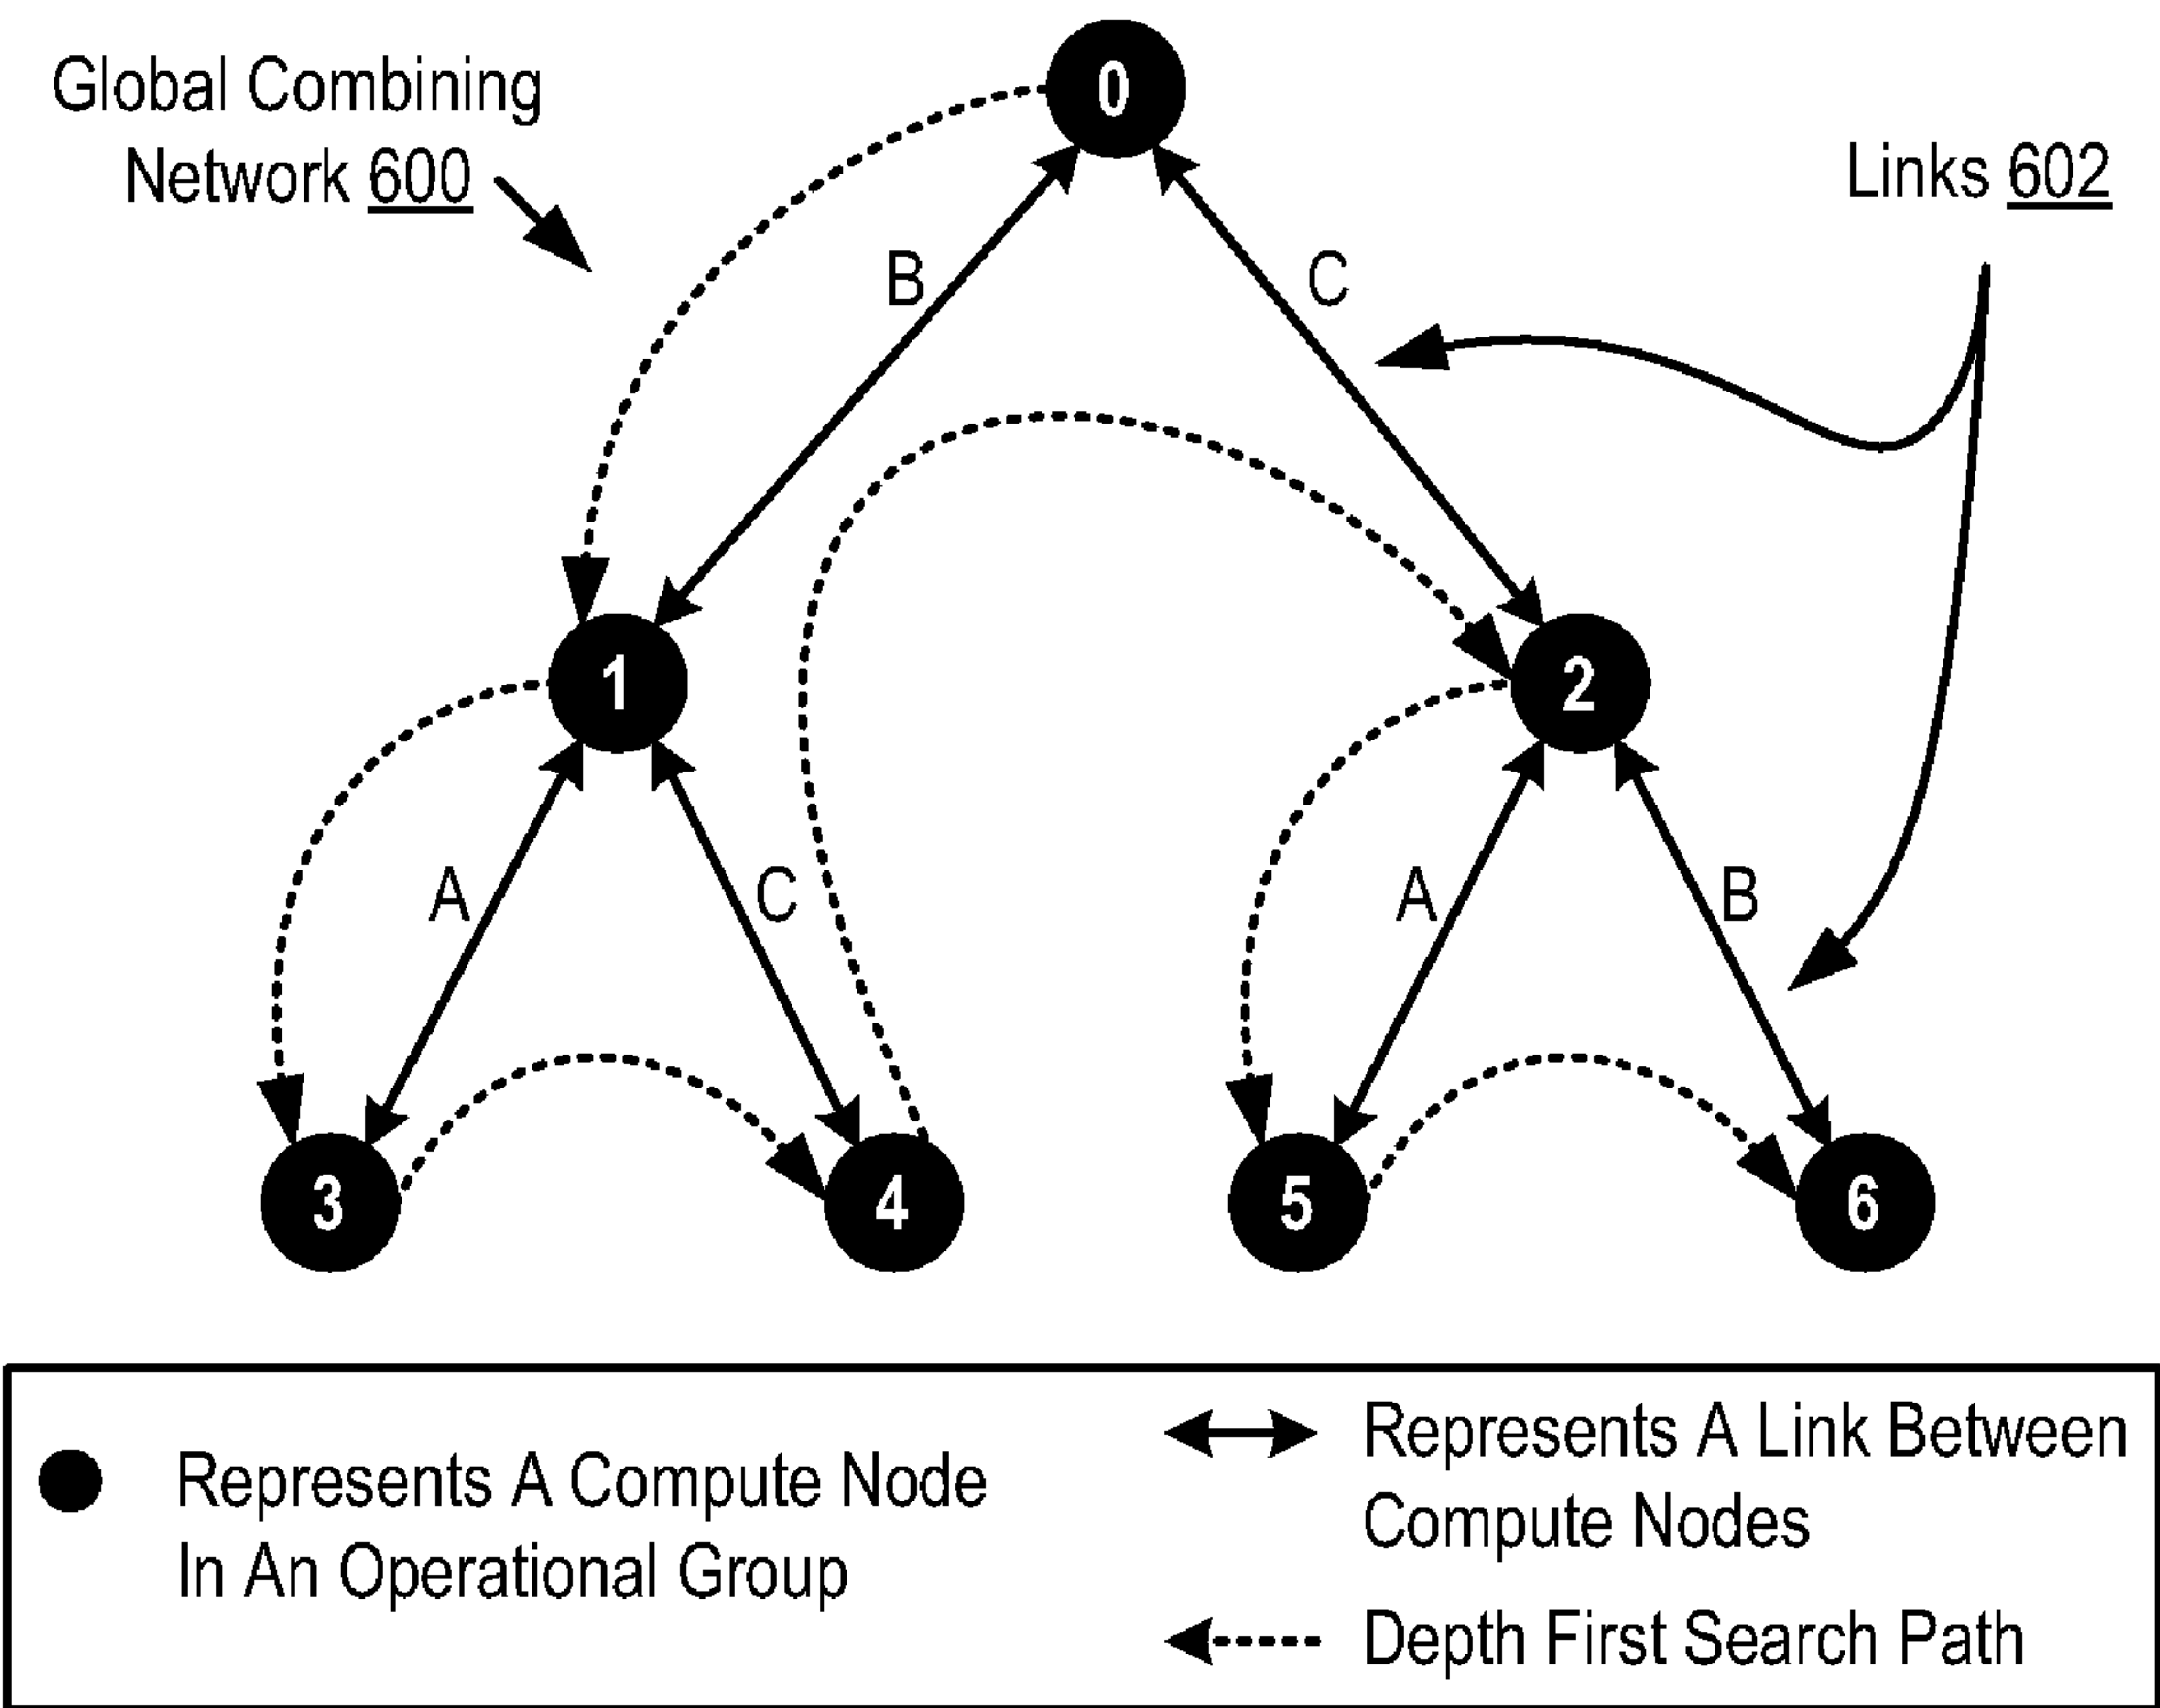 0
Global Combining
Network 600
Links 602
B
C
1
2
A
C
A
B
3
4
5
6
Represents A Compute Node
In An Operational Group
Represents A Link Between
Compute Nodes
Depth First Search Path